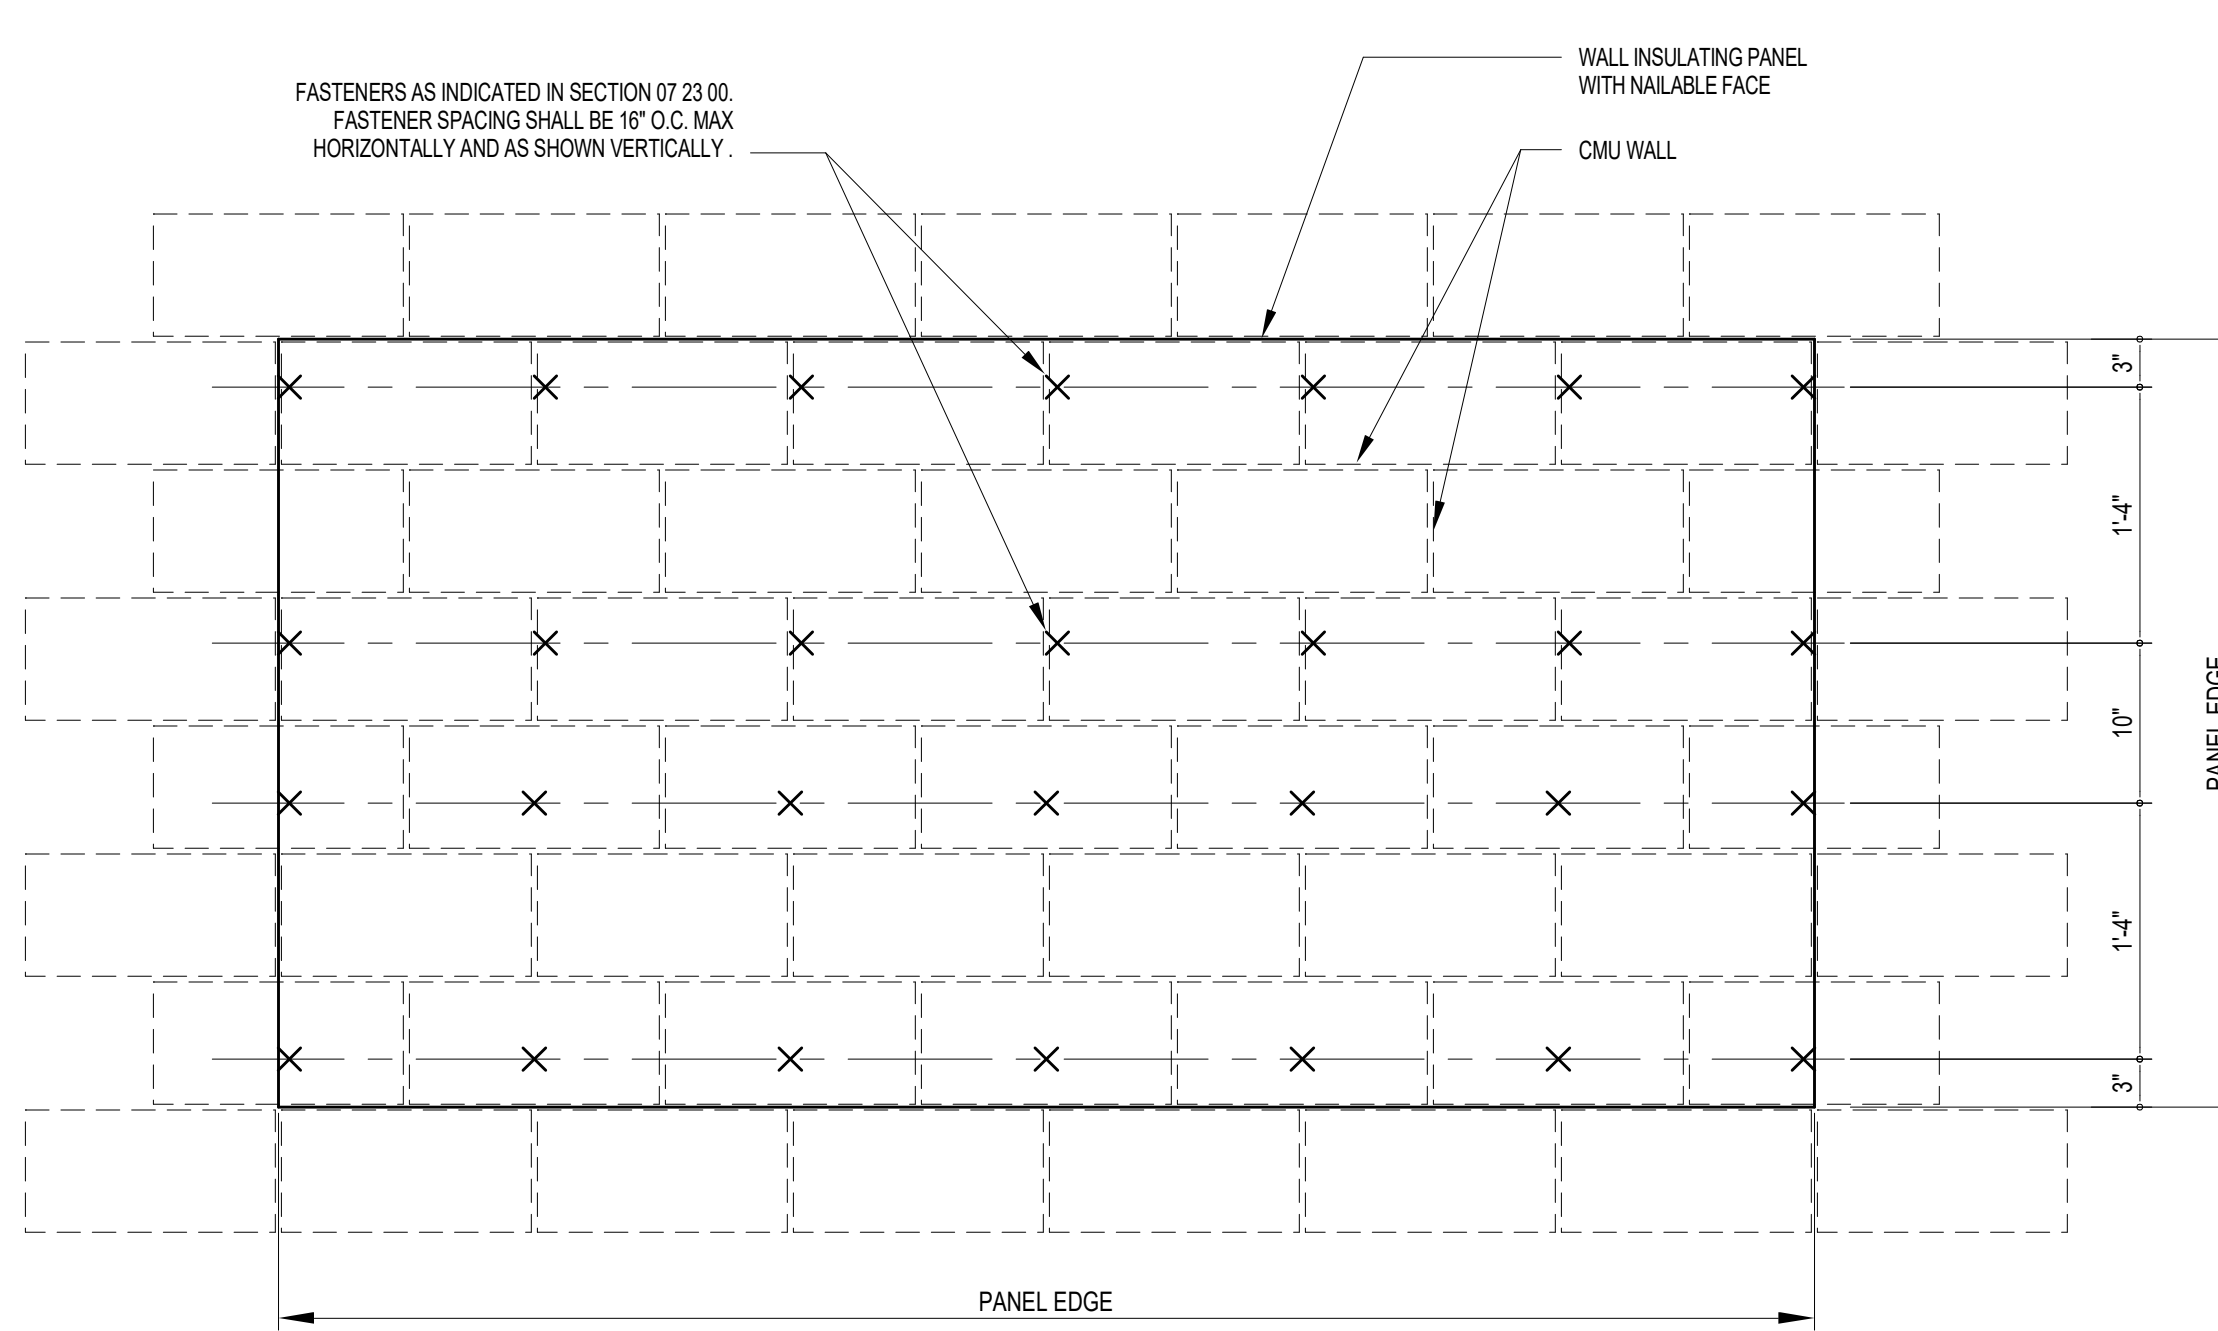 WALL INSULATING PANEL
WITH NAILABLE FACE
FASTENERS AS INDICATED IN SECTION 07 23 00.
FASTENER SPACING SHALL BE 16" O.C. MAX
HORIZONTALLY AND AS SHOWN VERTICALLY .
CMU WALL
3"
1'-4"
10"
PANEL EDGE
1'-4"
3"
PANEL EDGE